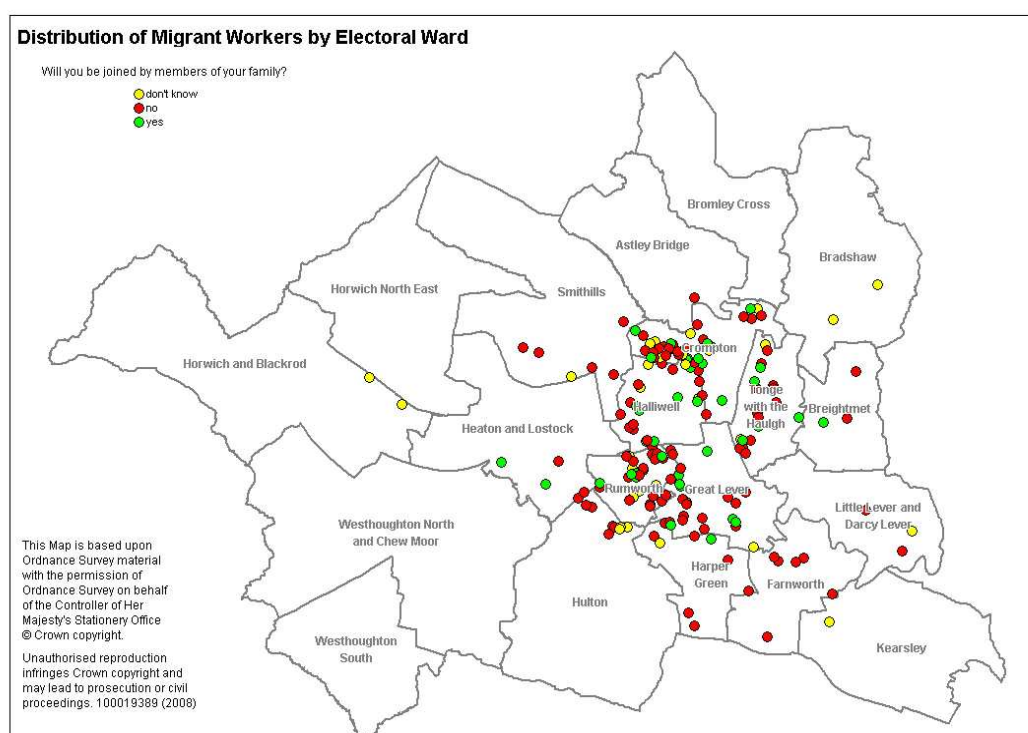 Distribution of Migrant Workers by Electoral Ward
Will you be joined by members of your family?
don't know
no
yes
Bromley Cross
Astley Bridge
Bradshaw
Horwich North East
Smithills
Crompton
Horwich and Blackrod
Tonge
with the
Haulgh
Halliwell
Breightmet
Heaton and Lostock
Rumworth
Great Lever
Little Lever and
Darcy Lever
Westhoughton North
and Chew Moor
Harper
Green
Farnworth
Hulton
Westhoughton
South
Kearsley
This Map is based upon
Ordnance Survey material
with the permission of
Ordnance Survey on behalf
of the Controller of Her
Majesty's Stationery Office
© Crown copyright.
Unauthorised reproduction
infringes Crown copyright and
may lead to prosecution or civil
proceedings. 100019389 (2008)